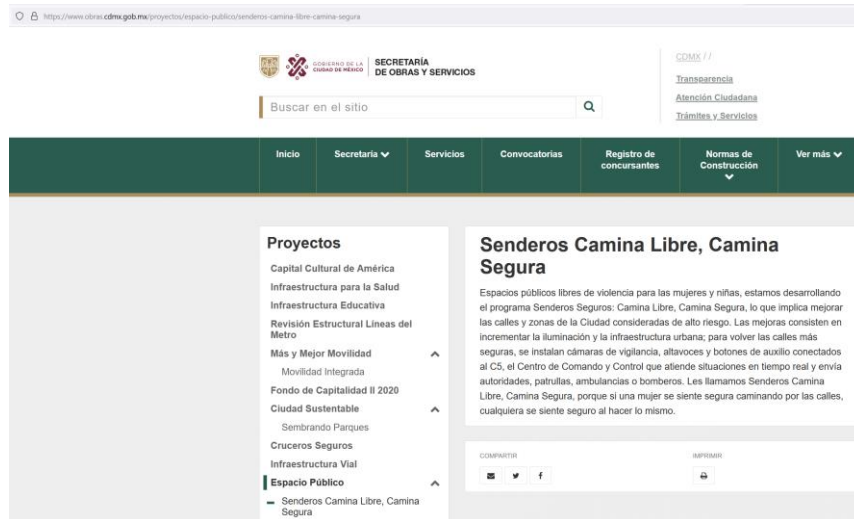 https://www.obras.cdmx.gob.mx/proyectos/espacio-publico/senderos-camina-libre-camina-segura
GOBIERNO DE LA
CIUDAD DE MÉXICO
SECRETARÍA
DE OBRAS Y SERVICIOS
CDMX / /
Transparencia
Atención Ciudadana
Trámites y Servicios
Buscar en el sitio
Inicio
Secretaría
Servicios
Convocatorias
Registro de
concursantes
Normas de
Construcción
Ver más
Proyectos
Capital Cultural de América
Infraestructura para la Salud
Infraestructura Educativa
Revisión Estructural Líneas del
Metro
Más y Mejor Movilidad
Movilidad Integrada
Fondo de Capitalidad II 2020
Ciudad Sustentable
Sembrando Parques
Cruceros Seguros
Infraestructura Vial
Espacio Público
Senderos Camina Libre, Camina
Segura
Senderos Camina Libre, Camina
Segura
Espacios públicos libres de violencia para las mujeres y niñas, estamos desarrollando
el programa Senderos Seguros: Camina Libre, Camina Segura, lo que implica mejorar
las calles y zonas de la Ciudad consideradas de alto riesgo. Las mejoras consisten en
incrementar la iluminación y la infraestructura urbana; para volver las calles más
seguras, se instalan cámaras de vigilancia, altavoces y botones de auxilio conectados
al C5, el Centro de Comando y Control que atiende situaciones en tiempo real y envía
autoridades, patrullas, ambulancias o bomberos. Les llamamos Senderos Camina
Libre, Camina Segura, porque si una mujer se siente segura caminando por las calles,
cualquiera se siente seguro al hacer lo mismo.
COMPARTIR
IMPRIMIR